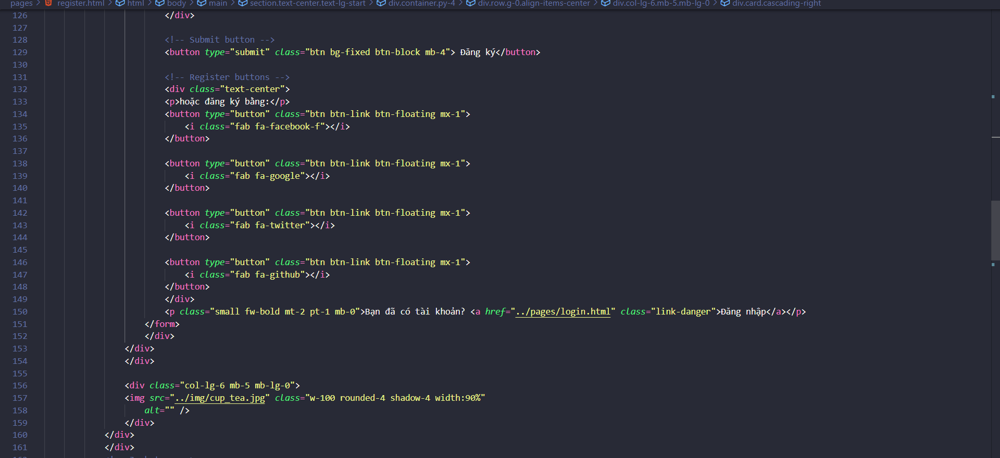 pages > register.html > html > body > main > section.text-center.text-lg-start > div.container.py-4 > div.row.g-0.align-items-center > div.col-lg-6.mb-5.mb-lg-0 > div.card.cascading-right
126 </div>
127
128 <!-- Submit button -->
129 <button type="submit" class="btn bg-fixed btn-block mb-4"> Đăng ký</button>
130
131 <!-- Register buttons -->
132 <div class="text-center">
133 <p>hoặc đăng ký bằng:</p>
134 <button type="button" class="btn btn-link btn-floating mx-1">
135 <i class="fab fa-facebook-f"></i>
136 </button>
137
138 <button type="button" class="btn btn-link btn-floating mx-1">
139 <i class="fab fa-google"></i>
140 </button>
141
142 <button type="button" class="btn btn-link btn-floating mx-1">
143 <i class="fab fa-twitter"></i>
144 </button>
145
146 <button type="button" class="btn btn-link btn-floating mx-1">
147 <i class="fab fa-github"></i>
148 </button>
149 </div>
150 <p class="small fw-bold mt-2 pt-1 mb-0">Bạn đã có tài khoản? <a href="../pages/login.html" class="link-danger">Đăng nhập</a></p>
151 </form>
152 </div>
153 </div>
154 </div>
155
156 <div class="col-lg-6 mb-5 mb-lg-0">
157 <img src="../img/cup_tea.jpg" class="w-100 rounded-4 shadow-4 width:90%"
158 alt="" />
159 </div>
160 </div>
161 </div>